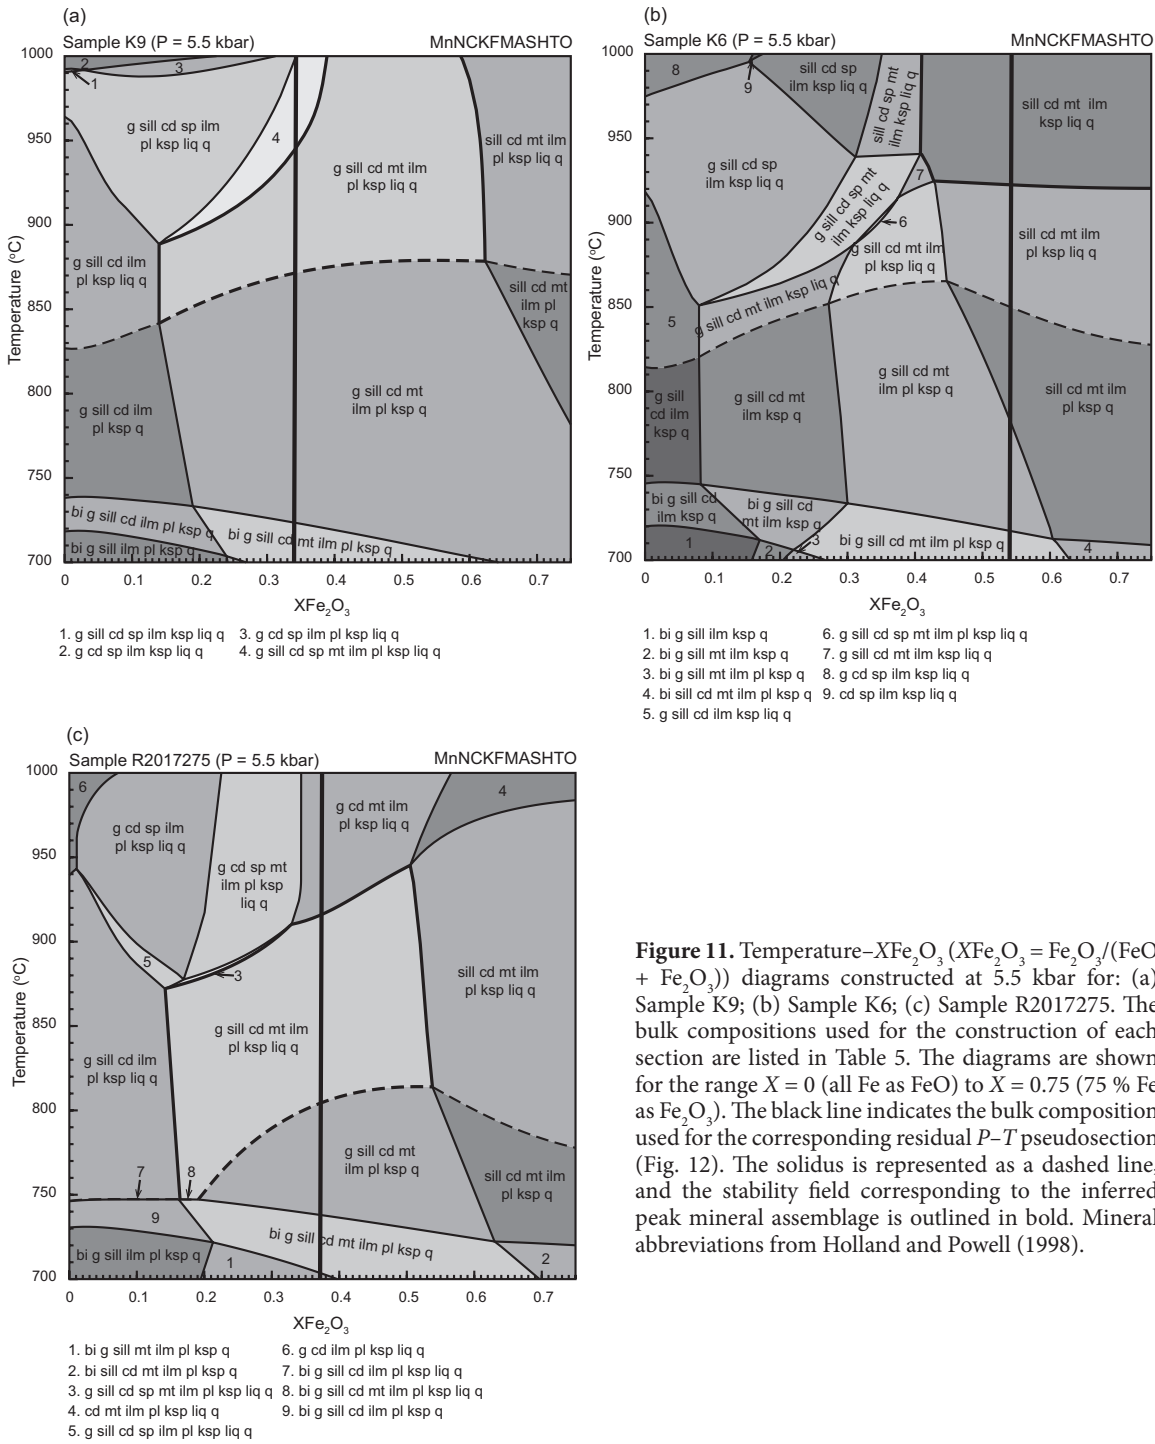 (a)
Sample K9 (P = 5.5 kbar) MnNCKFMASHTO
1000
950
900
850
800
750
700
Temperature (°C)
2
3
1
g sill cd sp ilm
pl ksp liq q
4
g sill cd mt ilm
pl ksp liq q
sill cd mt ilm
pl ksp liq q
g sill cd ilm
pl ksp liq q
sill cd mt
ilm pl
ksp q
g sill cd mt
ilm pl ksp q
g sill cd ilm
pl ksp q
bi g sill cd ilm pl ksp q
bi g sill cd mt ilm pl ksp q
bi g sill ilm pl ksp q
0 0.1 0.2 0.3 0.4 0.5 0.6 0.7
XFe2O3
1. g sill cd sp ilm ksp liq q 3. g cd sp ilm pl ksp liq q
2. g cd sp ilm ksp liq q 4. g sill cd sp mt ilm pl ksp liq q
(b)
Sample K6 (P = 5.5 kbar) MnNCKFMASHTO
1000
950
900
850
800
750
700
Temperature (°C)
8
9
sill cd sp
ilm ksp liq q
sill cd sp mt
ilm ksp liq q
sill cd mt ilm
ksp liq q
g sill cd sp
ilm ksp liq q
7
g sill cd sp mt
ilm ksp liq q
6
g sill cd mt ilm
pl ksp liq q
sill cd mt ilm
pl ksp liq q
g sill cd mt ilm ksp liq q
5
g sill
cd ilm
ksp q
g sill cd mt
ilm ksp q
g sill cd mt
ilm pl ksp q
sill cd mt ilm
pl ksp q
bi g sill cd
ilm ksp q
bi g sill cd
mt ilm ksp q
1
2
3
bi g sill cd mt ilm pl ksp q
4
0 0.1 0.2 0.3 0.4 0.5 0.6 0.7
XFe2O3
1. bi g sill ilm ksp q 6. g sill cd sp mt ilm pl ksp liq q
2. bi g sill mt ilm ksp q 7. g sill cd mt ilm ksp liq q
3. bi g sill mt ilm pl ksp q 8. g cd sp ilm ksp liq q
4. bi sill cd mt ilm pl ksp q 9. cd sp ilm ksp liq q
5. g sill cd ilm ksp liq q
(c)
Sample R2017275 (P = 5.5 kbar) MnNCKFMASHTO
1000
950
900
850
800
750
700
Temperature (°C)
6
g cd sp ilm
pl ksp liq q
g cd mt ilm
pl ksp liq q
4
g cd sp mt
ilm pl ksp
liq q
5
3
sill cd mt ilm
pl ksp liq q
g sill cd mt ilm
pl ksp liq q
g sill cd ilm
pl ksp liq q
g sill cd mt
ilm pl ksp q
sill cd mt ilm
pl ksp q
7
8
9
bi g sill cd mt ilm pl ksp q
bi g sill ilm pl ksp q
1
2
0 0.1 0.2 0.3 0.4 0.5 0.6 0.7
XFe2O3
1. bi g sill mt ilm pl ksp q 6. g cd ilm pl ksp liq q
2. bi sill cd mt ilm pl ksp q 7. bi g sill cd ilm pl ksp liq q
3. g sill cd sp mt ilm pl ksp liq q 8. bi g sill cd mt ilm pl ksp liq q
4. cd mt ilm pl ksp liq q 9. bi g sill cd ilm pl ksp q
5. g sill cd sp ilm pl ksp liq q
Figure 11. Temperature–XFe2O3 (XFe2O3 = Fe2O3/(FeO
+ Fe2O3)) diagrams constructed at 5.5 kbar for: (a)
Sample K9; (b) Sample K6; (c) Sample R2017275. The
bulk compositions used for the construction of each
section are listed in Table 5. The diagrams are shown
for the range X = 0 (all Fe as FeO) to X = 0.75 (75 % Fe
as Fe2O3). The black line indicates the bulk composition
used for the corresponding residual P–T pseudosection
(Fig. 12). The solidus is represented as a dashed line,
and the stability field corresponding to the inferred
peak mineral assemblage is outlined in bold. Mineral
abbreviations from Holland and Powell (1998).